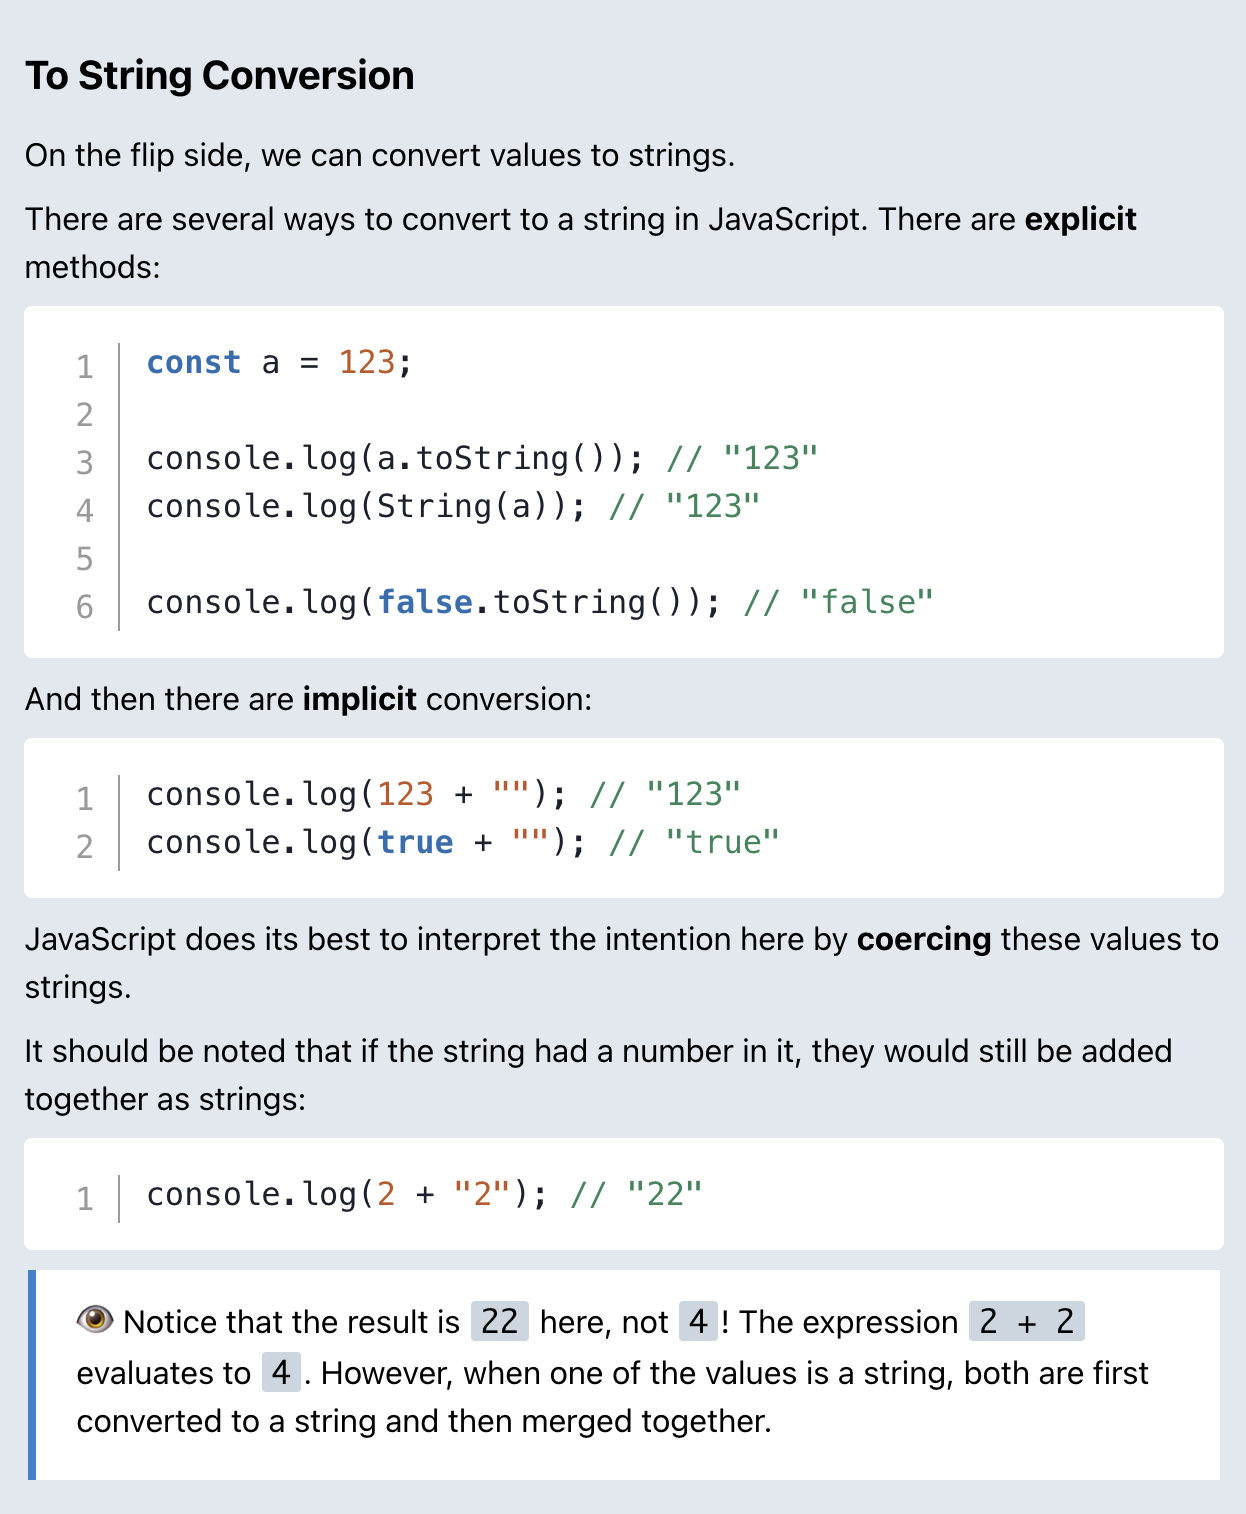 To String Conversion
On the flip side, we can convert values to strings.
There are several ways to convert to a string in JavaScript. There are explicit
methods:
1 const a = 123;
2
3 console.log(a.toString()); // "123"
4 console.log(String(a)); // "123"
5
6 console.log(false.toString()); // "false"
And then there are implicit conversion:
1 console.log(123 + ""); // "123"
2 console.log(true + ""); // "true"
JavaScript does its best to interpret the intention here by coercing these values to
strings.
It should be noted that if the string had a number in it, they would still be added
together as strings:
1 console.log(2 + "2"); // "22"
👁️ Notice that the result is 22 here, not 4! The expression 2 + 2
evaluates to 4. However, when one of the values is a string, both are first
converted to a string and then merged together.